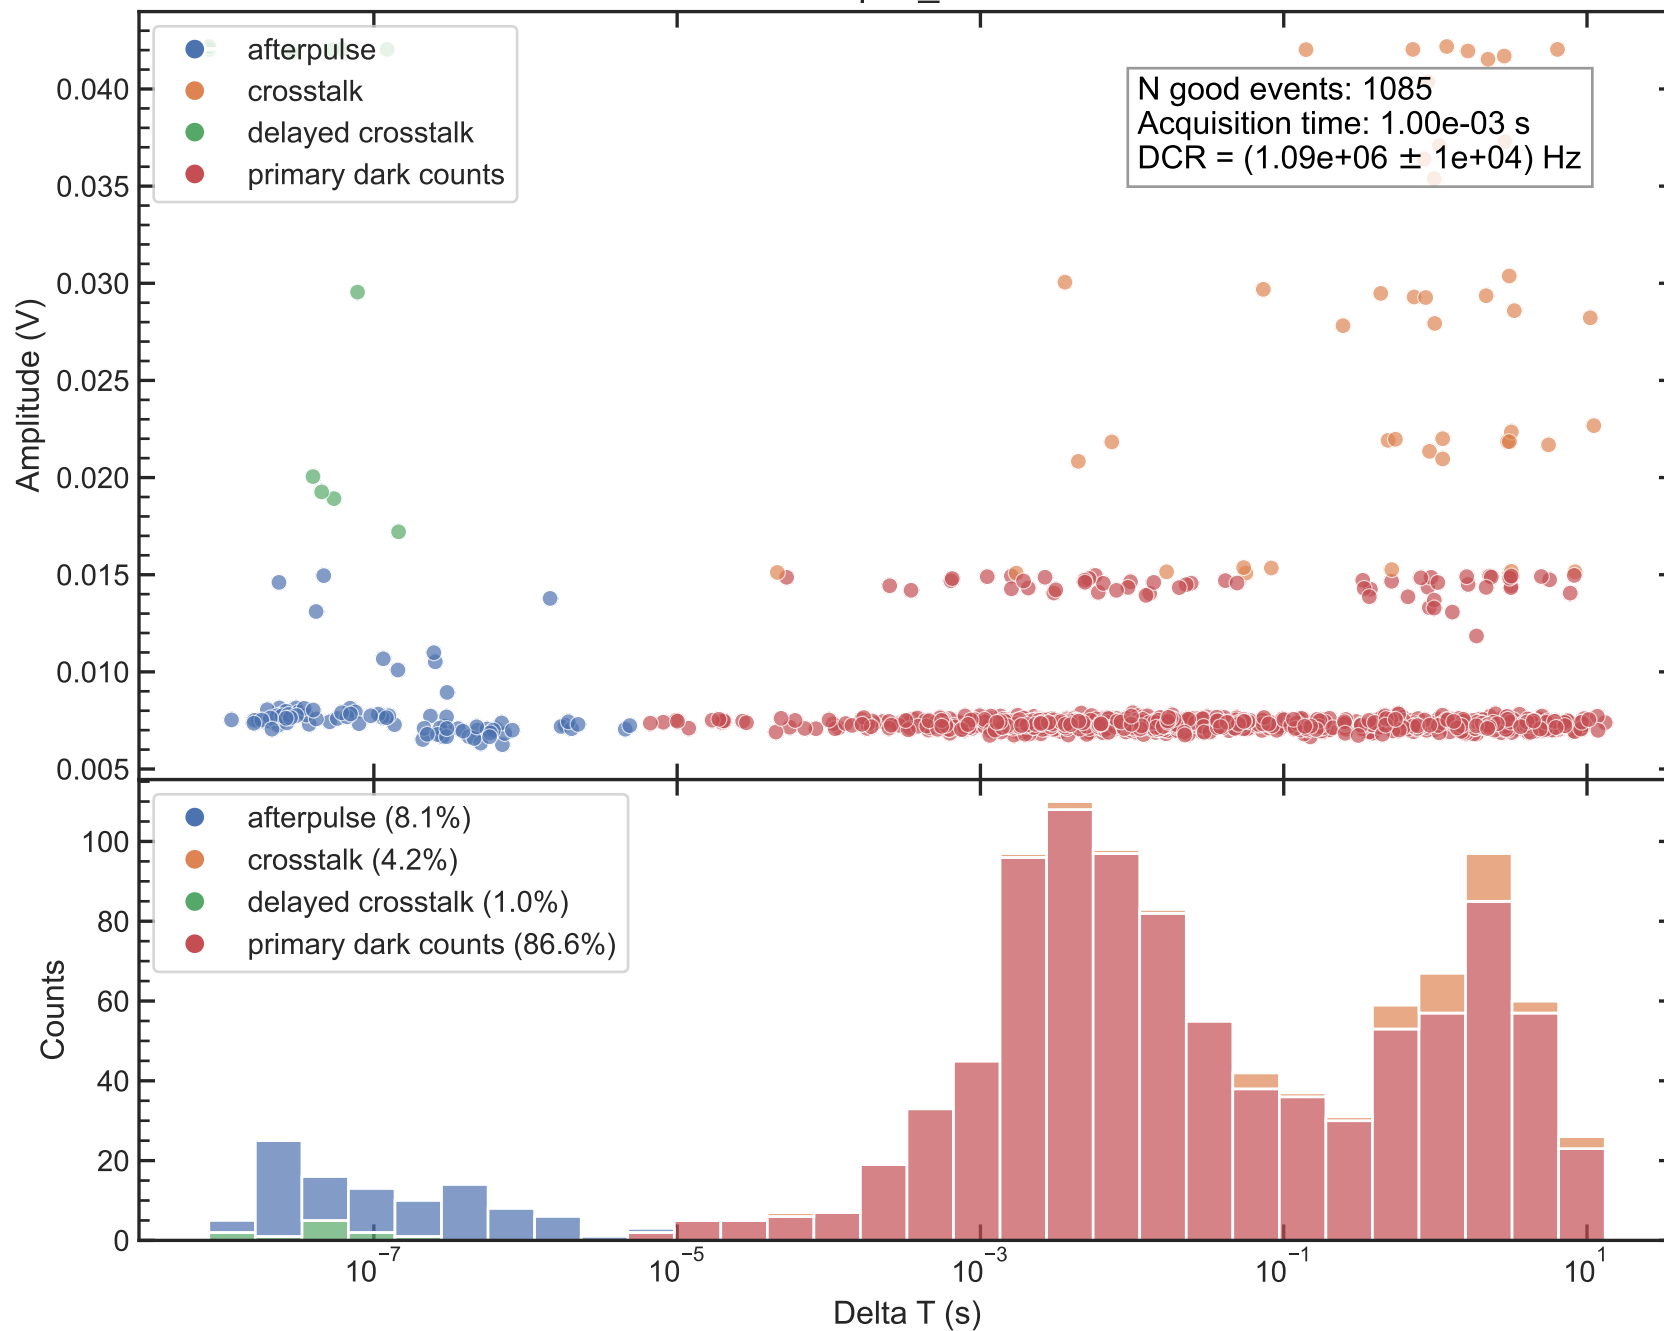 afterpulse
crosstalk
delayed crosstalk
primary dark counts
N good events: 1085
Acquisition time: 1.00e-03 s
DCR = (1.09e+06 ± 1e+04) Hz
0.040
0.035
0.030
0.025
0.020
0.015
0.010
0.005
Amplitude (V)
afterpulse (8.1%)
crosstalk (4.2%)
delayed crosstalk (1.0%)
primary dark counts (86.6%)
100
80
60
40
20
0
Counts
10⁻⁷ 10⁻⁵ 10⁻³ 10⁻¹ 10¹
Delta T (s)